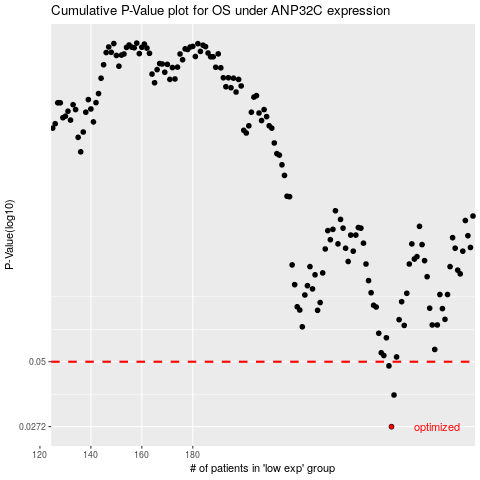 Cumulative P-Value plot for OS under ANP32C expression
P-Value(log10)
0.05
0.0272
optimized
120 140 160 180
# of patients in 'low exp' group